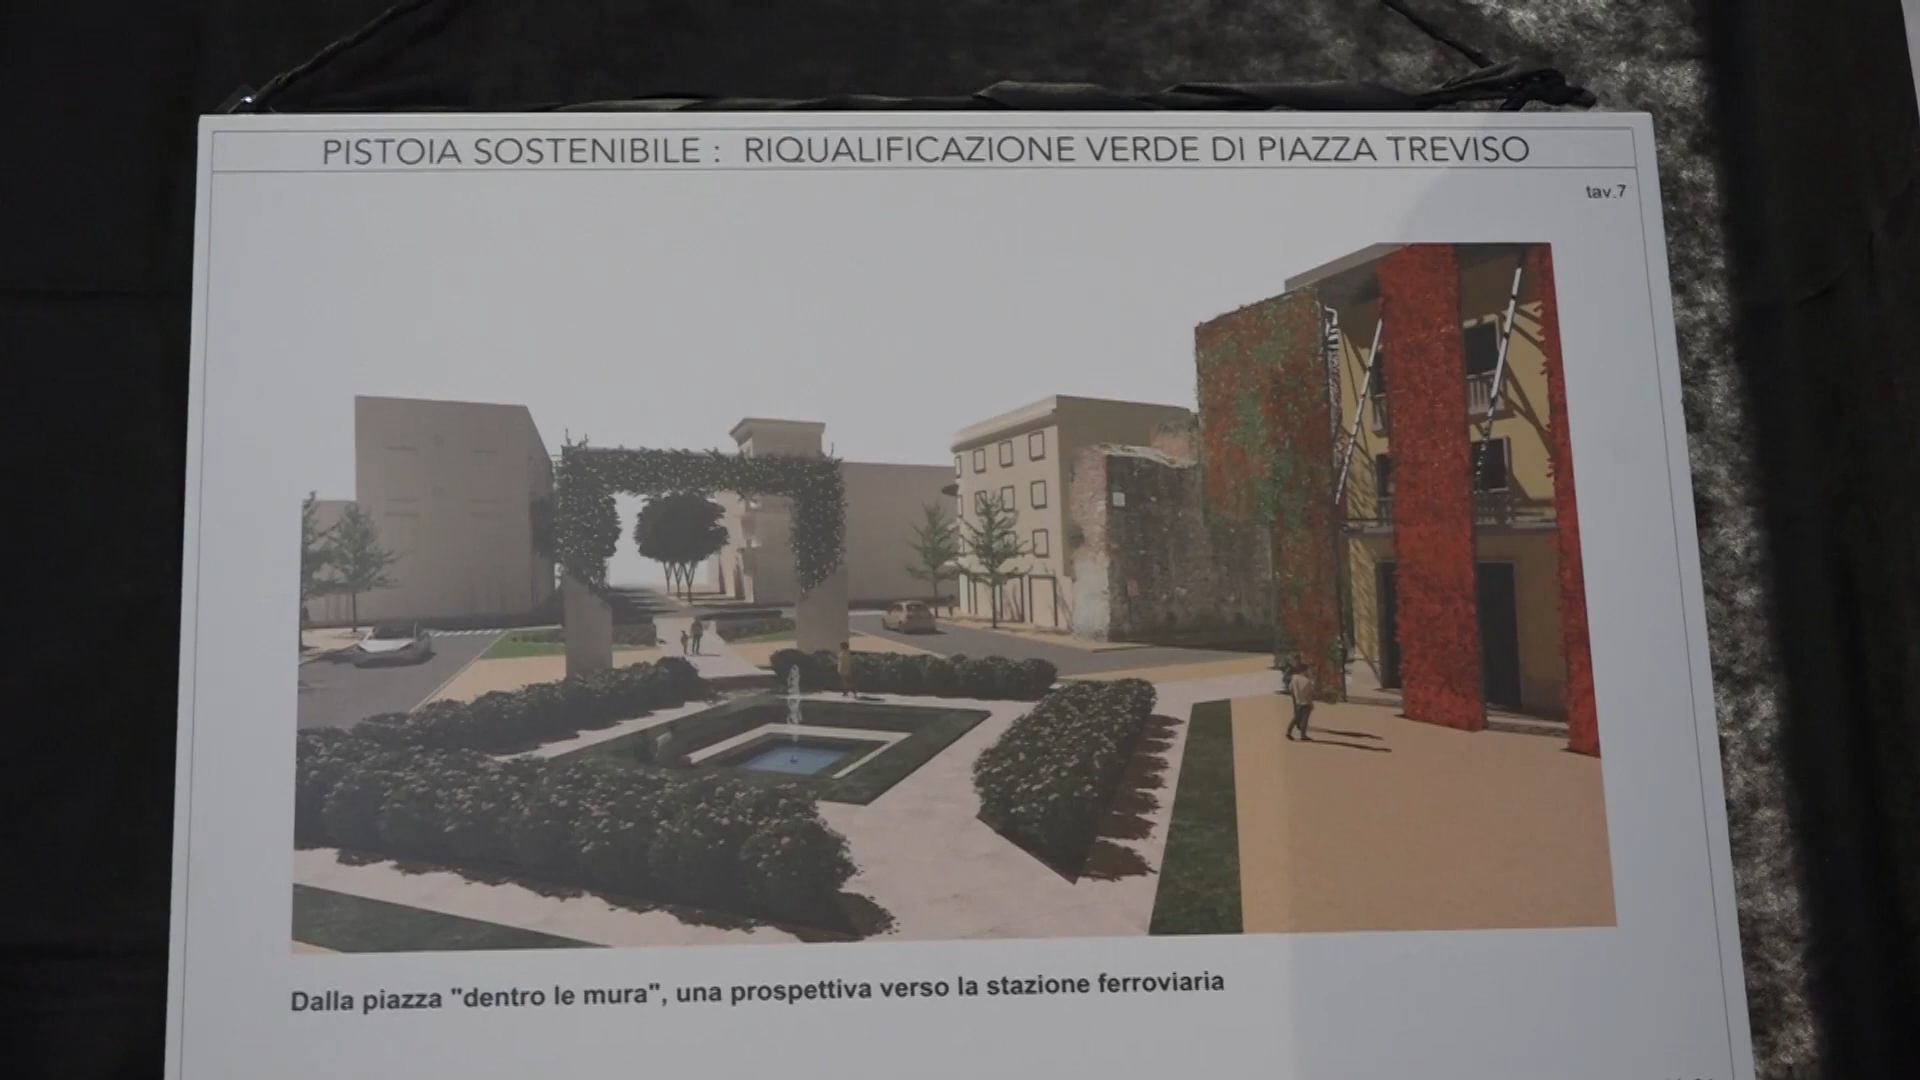 PISTOIA SOSTENIBILE : RIQUALIFICAZIONE VERDE DI PIAZZA TREVISO
tav.7
Dalla piazza "dentro le mura", una prospettiva verso la stazione ferroviaria